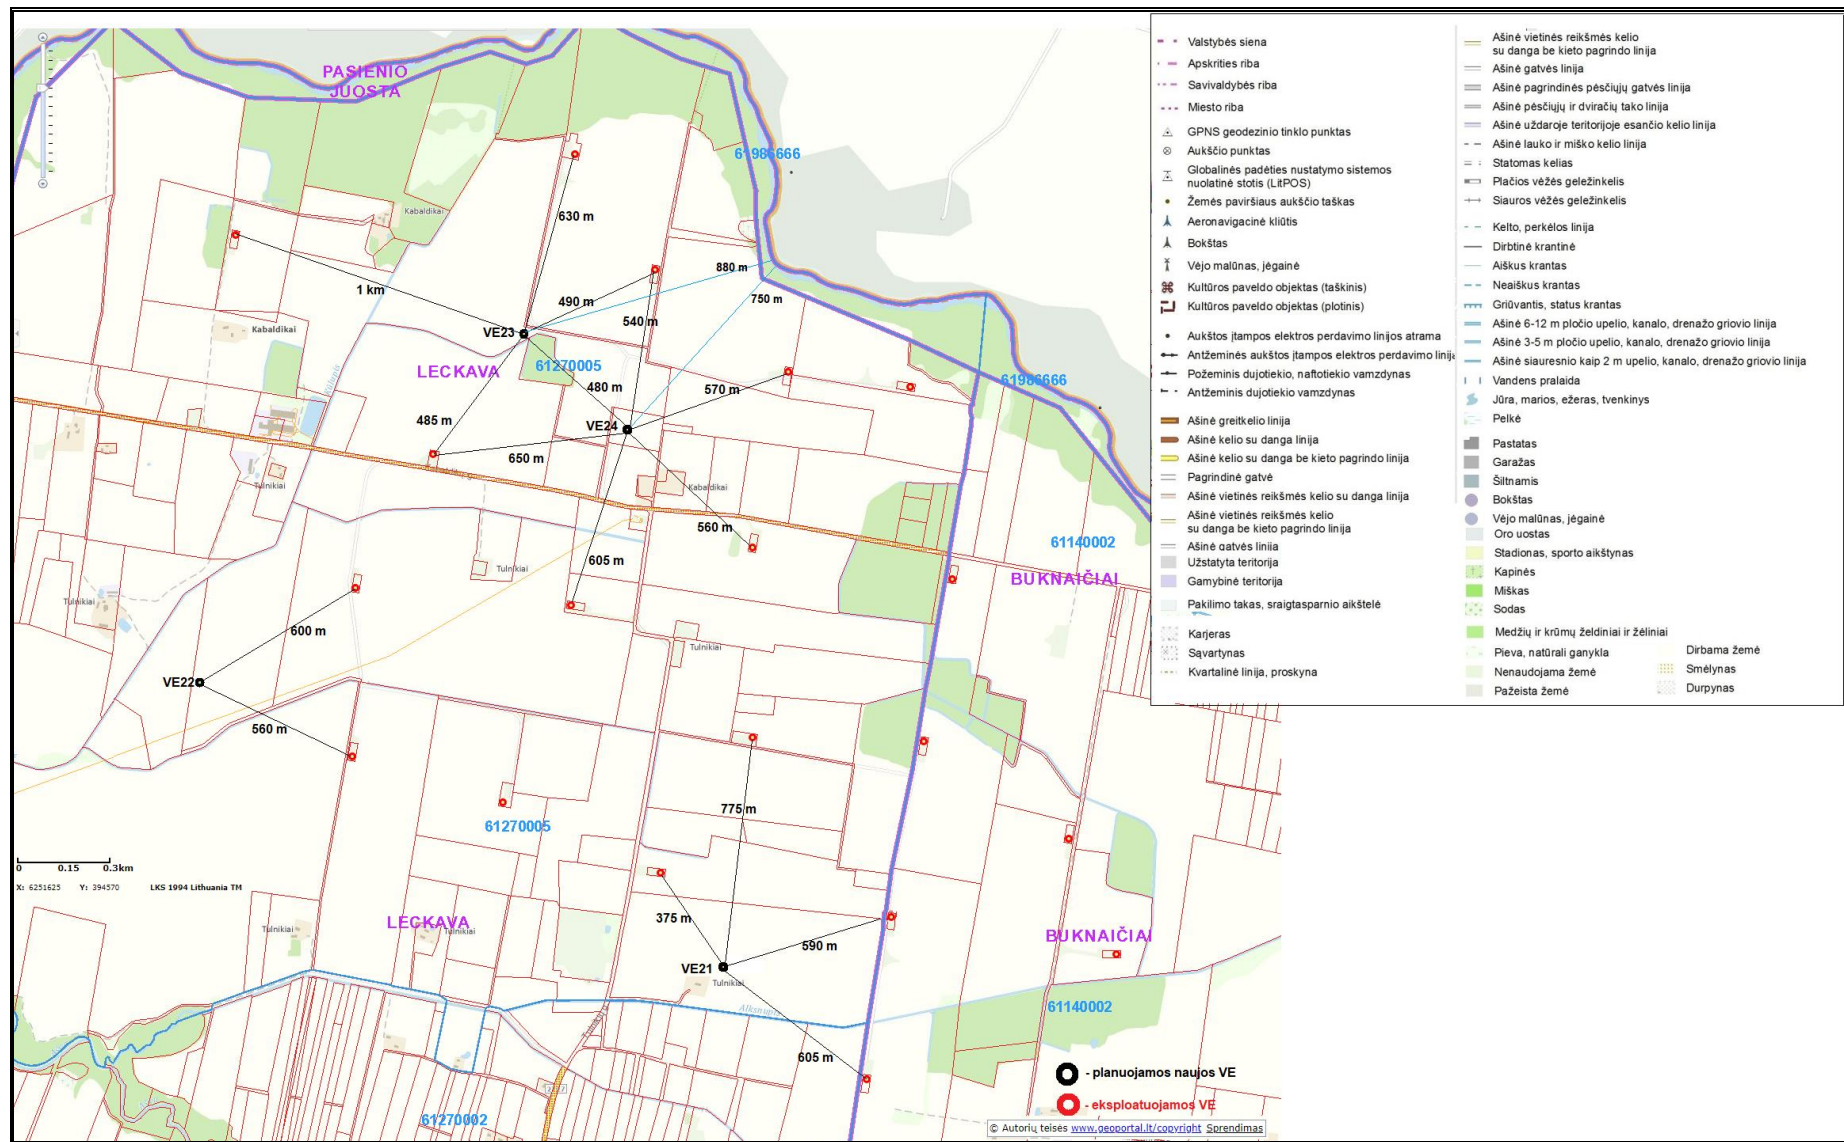 PASIENIO
JUOSTA
61986666
Kabaldikai
630 m
880 m
1 km
490 m
750 m
540 m
Kabaldikai
VE23
LECKAVA
61270005
61986666
480 m
570 m
485 m
VE24
650 m
Tulnikiai
Kabaldikai
560 m
61140002
605 m
Tulnikiai
BUKNAIČIAI
Tulnikiai
600 m
Tulnikiai
VE22
560 m
775 m
61270005
0 0.15 0.3km
X: 6251625 Y: 394570 LKS 1994 Lithuania TM
375 m
LECKAVA
Tulnikiai
Tulnikiai
590 m
BUKNAIČIAI
VE21
Tulnikiai
Alksnupis
61140002
605 m
61270002
- planuojamos naujos VE
- eksploatuojamos VE
© Autorių teisės www.geoportal.lt/copyright Sprendimas
Valstybės siena
Apskrities riba
Savivaldybės riba
Miesto riba
GPNS geodezinio tinklo punktas
Aukščio punktas
Globalinės padėties nustatymo sistemos
nuolatinė stotis (LitPOS)
Žemės paviršiaus aukščio taškas
Aeronavigacinė kliūtis
Bokštas
Vėjo malūnas, jėgainė
Kultūros paveldo objektas (taškinis)
Kultūros paveldo objektas (plotinis)
Aukštos įtampos elektros perdavimo linijos atrama
Antžeminės aukštos įtampos elektros perdavimo linij
Požeminis dujotiekio, naftotiekio vamzdynas
Antžeminis dujotiekio vamzdynas
Ašinė greitkelio linija
Ašinė kelio su danga linija
Ašinė kelio su danga be kieto pagrindo linija
Pagrindinė gatvė
Ašinė vietinės reikšmės kelio su danga linija
Ašinė vietinės reikšmės kelio
su danga be kieto pagrindo linija
Ašinė gatvės linija
Užstatyta teritorija
Gamybinė teritorija
Pakilimo takas, sraigtasparnio aikštelė
Karjeras
Sąvartynas
Kvartalinė linija, proskyna
Ašinė vietinės reikšmės kelio
su danga be kieto pagrindo linija
Ašinė gatvės linija
Ašinė pagrindinės pėsčiųjų gatvės linija
Ašinė pėsčiųjų ir dviračių tako linija
Ašinė uždaroje teritorijoje esančio kelio linija
Ašinė lauko ir miško kelio linija
Statomas kelias
Plačios vėžės geležinkelis
Siauros vėžės geležinkelis
Kelto, perkėlos linija
Dirbtinė krantinė
Aiškus krantas
Neaiškus krantas
Griūvantis, status krantas
Ašinė 6-12 m pločio upelio, kanalo, drenažo griovio linija
Ašinė 3-5 m pločio upelio, kanalo, drenažo griovio linija
Ašinė siauresnio kaip 2 m upelio, kanalo, drenažo griovio linija
Vandens pralaida
Jūra, marios, ežeras, tvenkinys
Pelkė
Pastatas
Garažas
Šiltnamis
Bokštas
Vėjo malūnas, jėgainė
Oro uostas
Stadionas, sporto aikštynas
Kapinės
Miškas
Sodas
Medžių ir krūmų želdiniai ir žėliniai
Pieva, natūrali ganykla
Nenaudojama žemė
Pažeista žemė
Dirbama žemė
Smėlynas
Durpynas